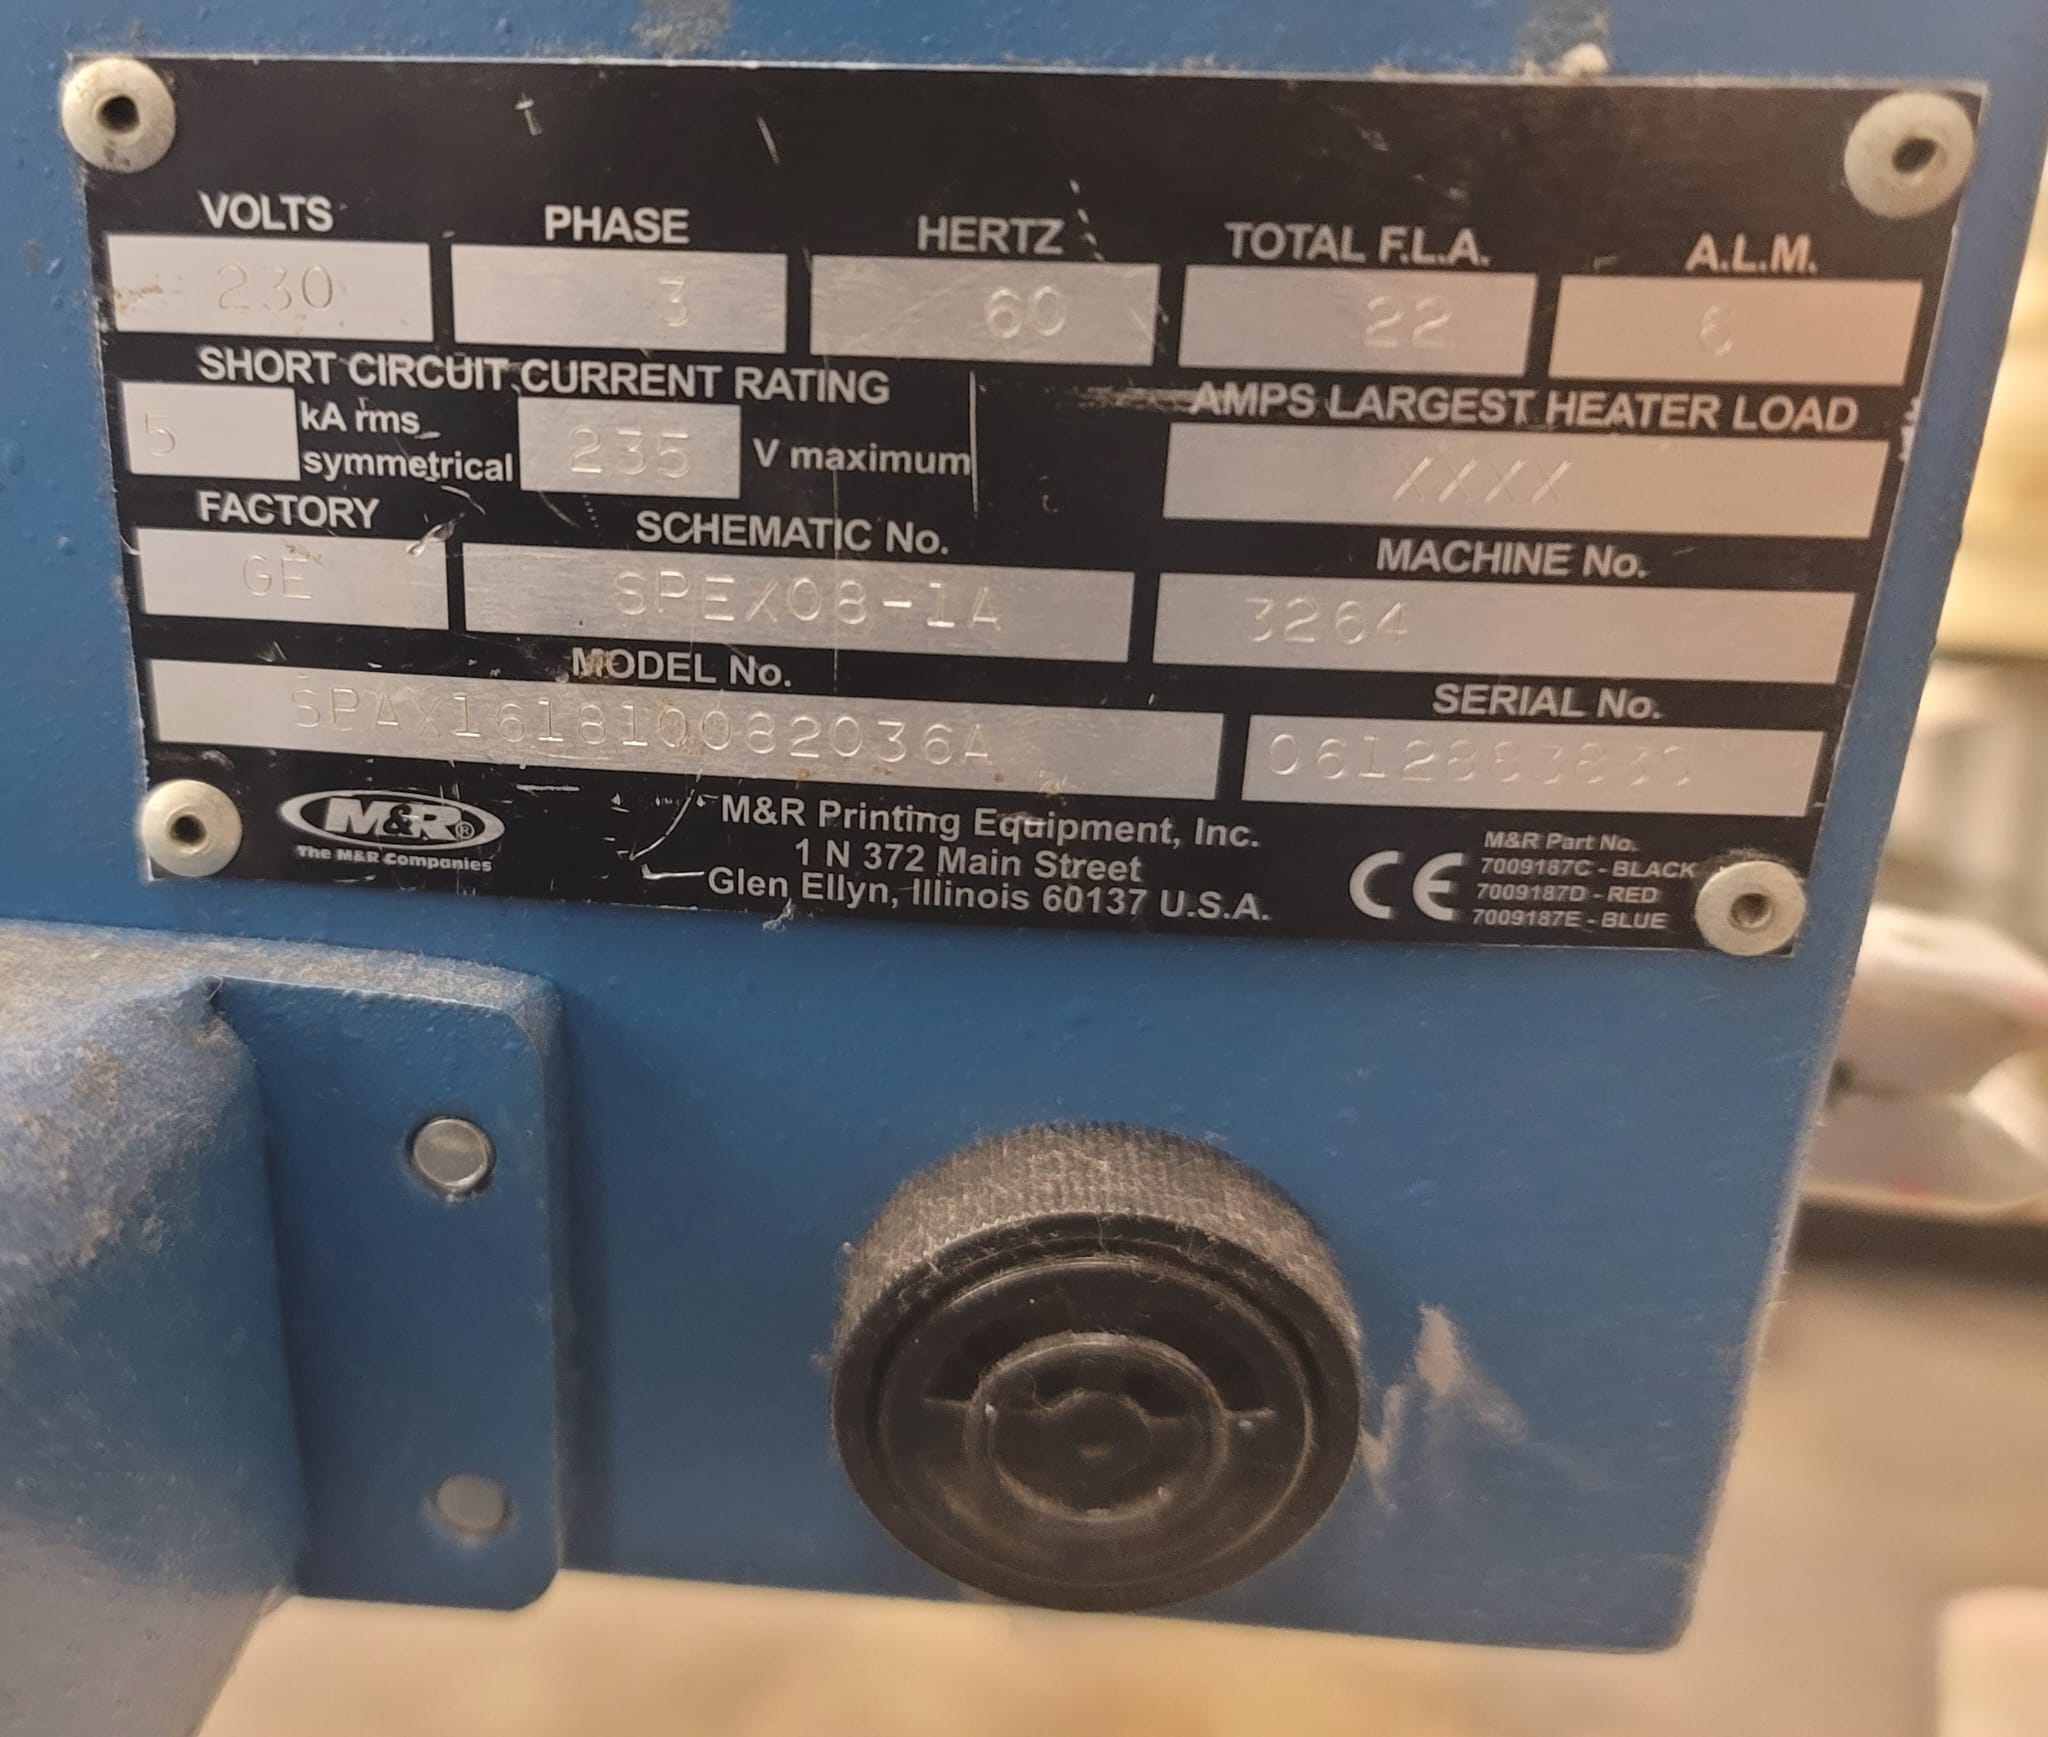 VOLTS PHASE HERTZ TOTAL F.L.A. A.L.M.
230 3 60 22 6
SHORT CIRCUIT CURRENT RATING AMPS LARGEST HEATER LOAD
5 kA rms symmetrical 235 V maximum XXXX
FACTORY SCHEMATIC No. MACHINE No.
GE SPEX08-1A 3264
MODEL No. SERIAL No.
SPAX161810082036A
M&R®
The M&R Companies
M&R Printing Equipment, Inc.
1 N 372 Main Street
Glen Ellyn, Illinois 60137 U.S.A.
CE
M&R Part No.
7009187C - BLACK
7009187D - RED
7009187E - BLUE